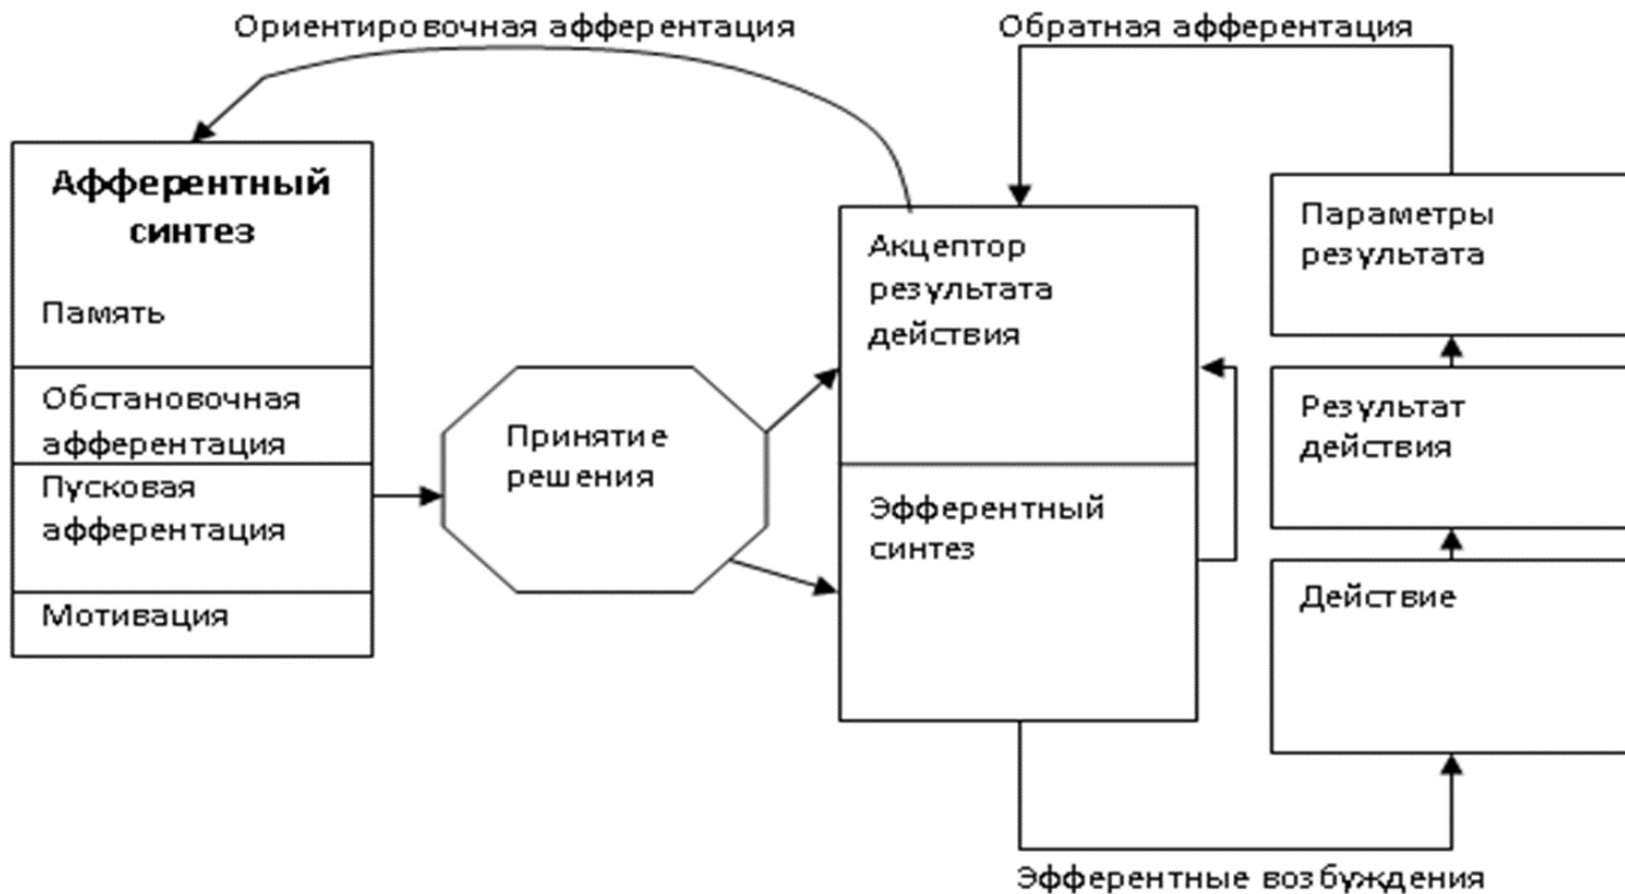 Ориентировочная афферентация
Обратная афферентация
Афферентный
синтез
Память
Обстановочная
афферентация
Пусковая
афферентация
Мотивация
Принятие
решения
Акцептор
результата
действия
Эфферентный
синтез
Параметры
результата
Результат
действия
Действие
Эфферентные возбуждения